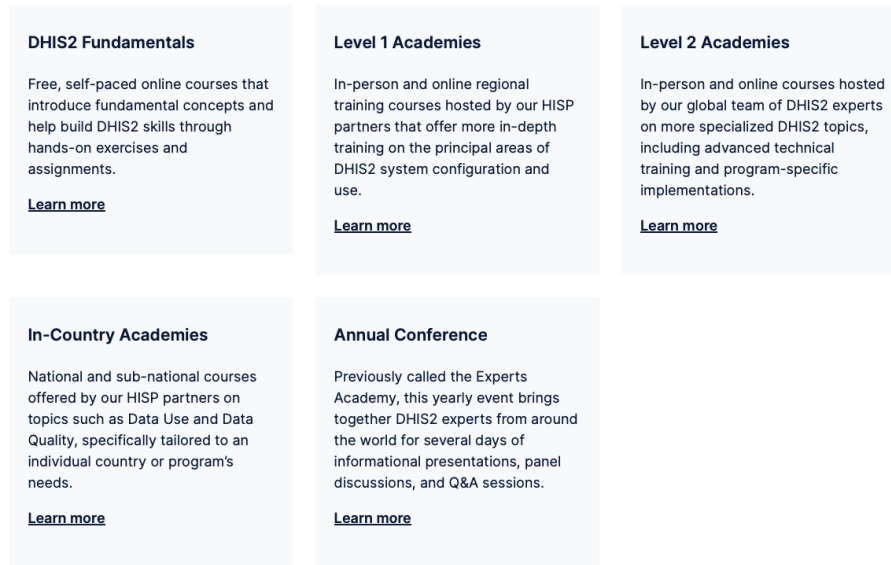 DHIS2 Fundamentals
Free, self-paced online courses that
introduce fundamental concepts and
help build DHIS2 skills through
hands-on exercises and
assignments.
Learn more
Level 1 Academies
In-person and online regional
training courses hosted by our HISP
partners that offer more in-depth
training on the principal areas of
DHIS2 system configuration and
use.
Learn more
Level 2 Academies
In-person and online courses hosted
by our global team of DHIS2 experts
on more specialized DHIS2 topics,
including advanced technical
training and program-specific
implementations.
Learn more
In-Country Academies
National and sub-national courses
offered by our HISP partners on
topics such as Data Use and Data
Quality, specifically tailored to an
individual country or program's
needs.
Learn more
Annual Conference
Previously called the Experts
Academy, this yearly event brings
together DHIS2 experts from around
the world for several days of
informational presentations, panel
discussions, and Q&A sessions.
Learn more